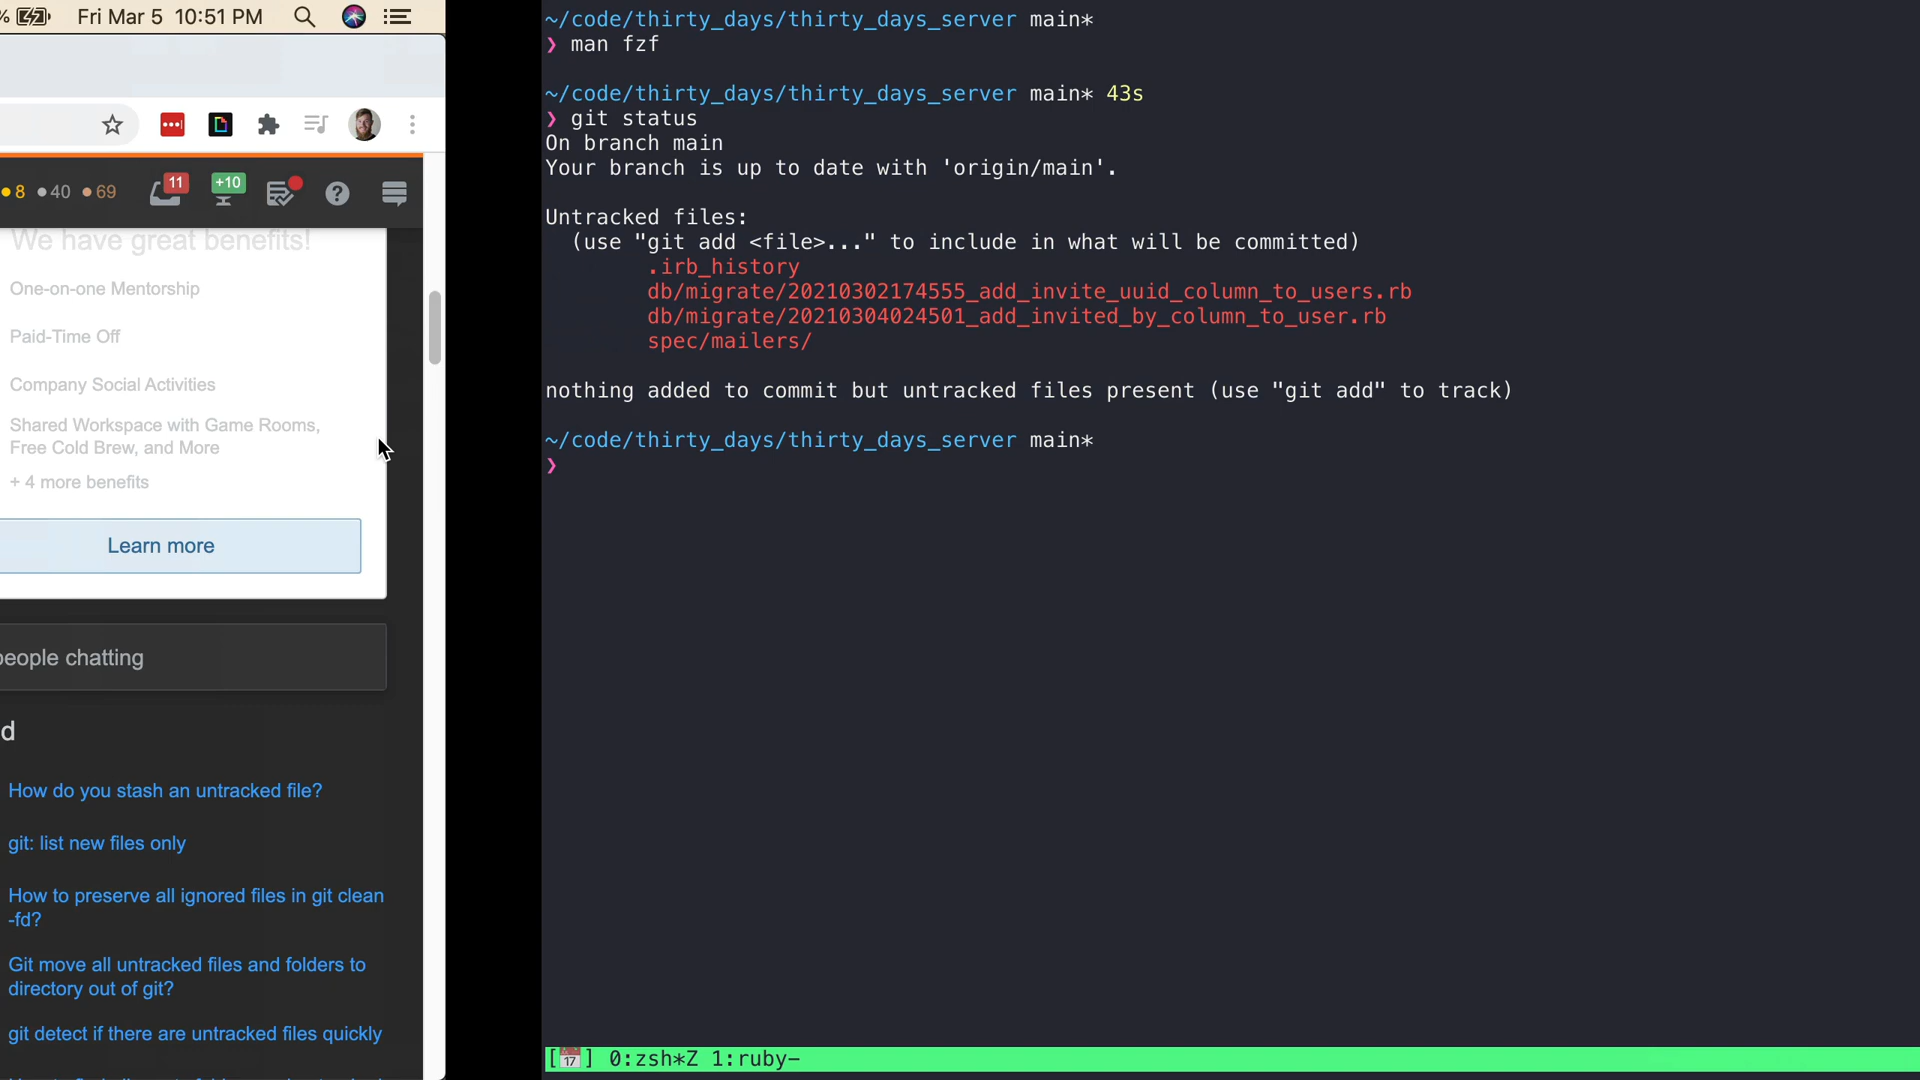 % Fri Mar 5 10:51 PM
8 40 69 11 +10
We have great benefits!
One-on-one Mentorship
Paid-Time Off
Company Social Activities
Shared Workspace with Game Rooms,
Free Cold Brew, and More
+ 4 more benefits
Learn more
people chatting
d
How do you stash an untracked file?
git: list new files only
How to preserve all ignored files in git clean
-fd?
Git move all untracked files and folders to
directory out of git?
git detect if there are untracked files quickly
~/code/thirty_days/thirty_days_server main*
❯ man fzf
~/code/thirty_days/thirty_days_server main* 43s
❯ git status
On branch main
Your branch is up to date with 'origin/main'.
Untracked files:
(use "git add <file>..." to include in what will be committed)
.irb_history
db/migrate/20210302174555_add_invite_uuid_column_to_users.rb
db/migrate/20210304024501_add_invited_by_column_to_user.rb
spec/mailers/
nothing added to commit but untracked files present (use "git add" to track)
~/code/thirty_days/thirty_days_server main*
❯
[📅] 0:zsh*Z 1:ruby-